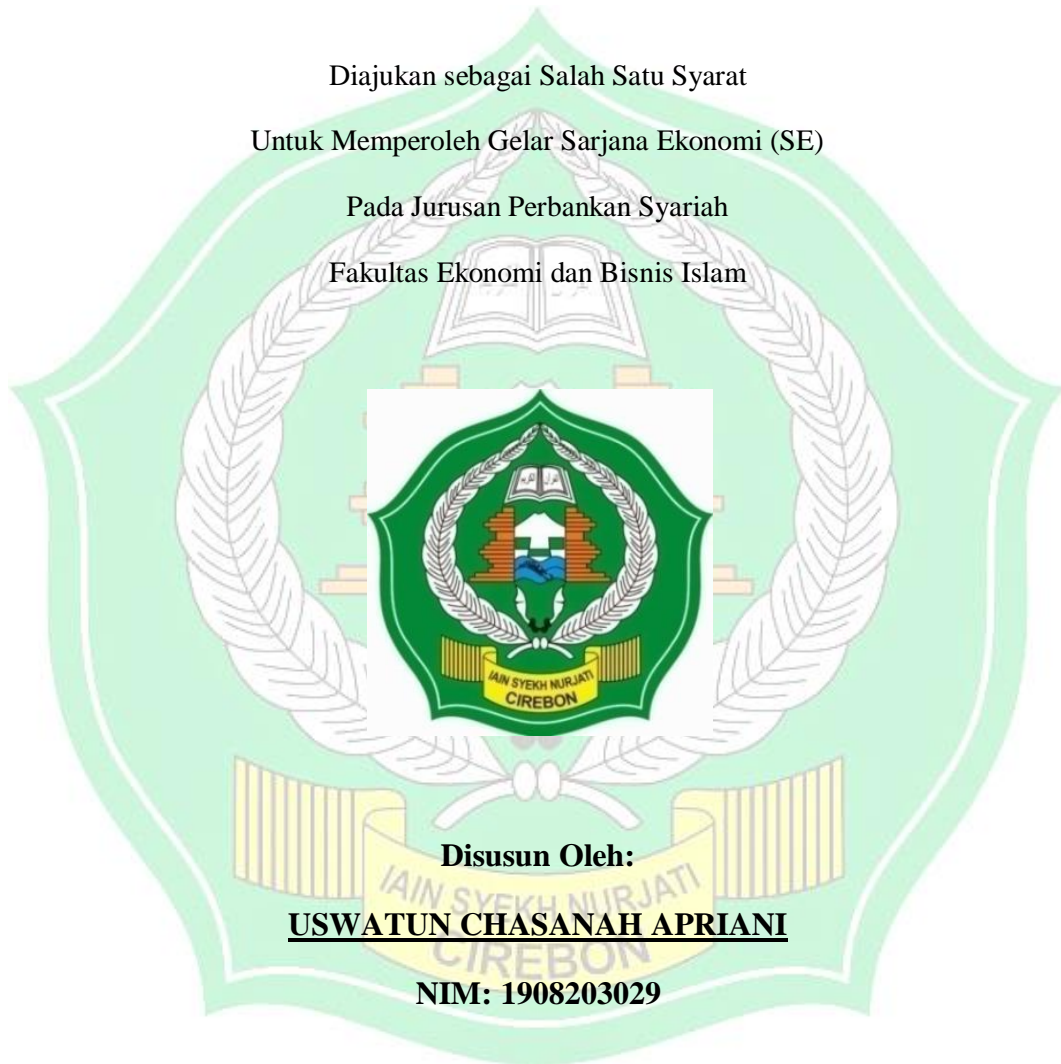 Diajukan sebagai Salah Satu Syarat
Untuk Memperoleh Gelar Sarjana Ekonomi (SE)
Pada Jurusan Perbankan Syariah
Fakultas Ekonomi dan Bisnis Islam
IAIN SYEKH NURJATI
CIREBON
Disusun Oleh:
IAIN SYEKH NURJATI
USWATUN CHASANAH APRIANI
CIREBON
NIM: 1908203029